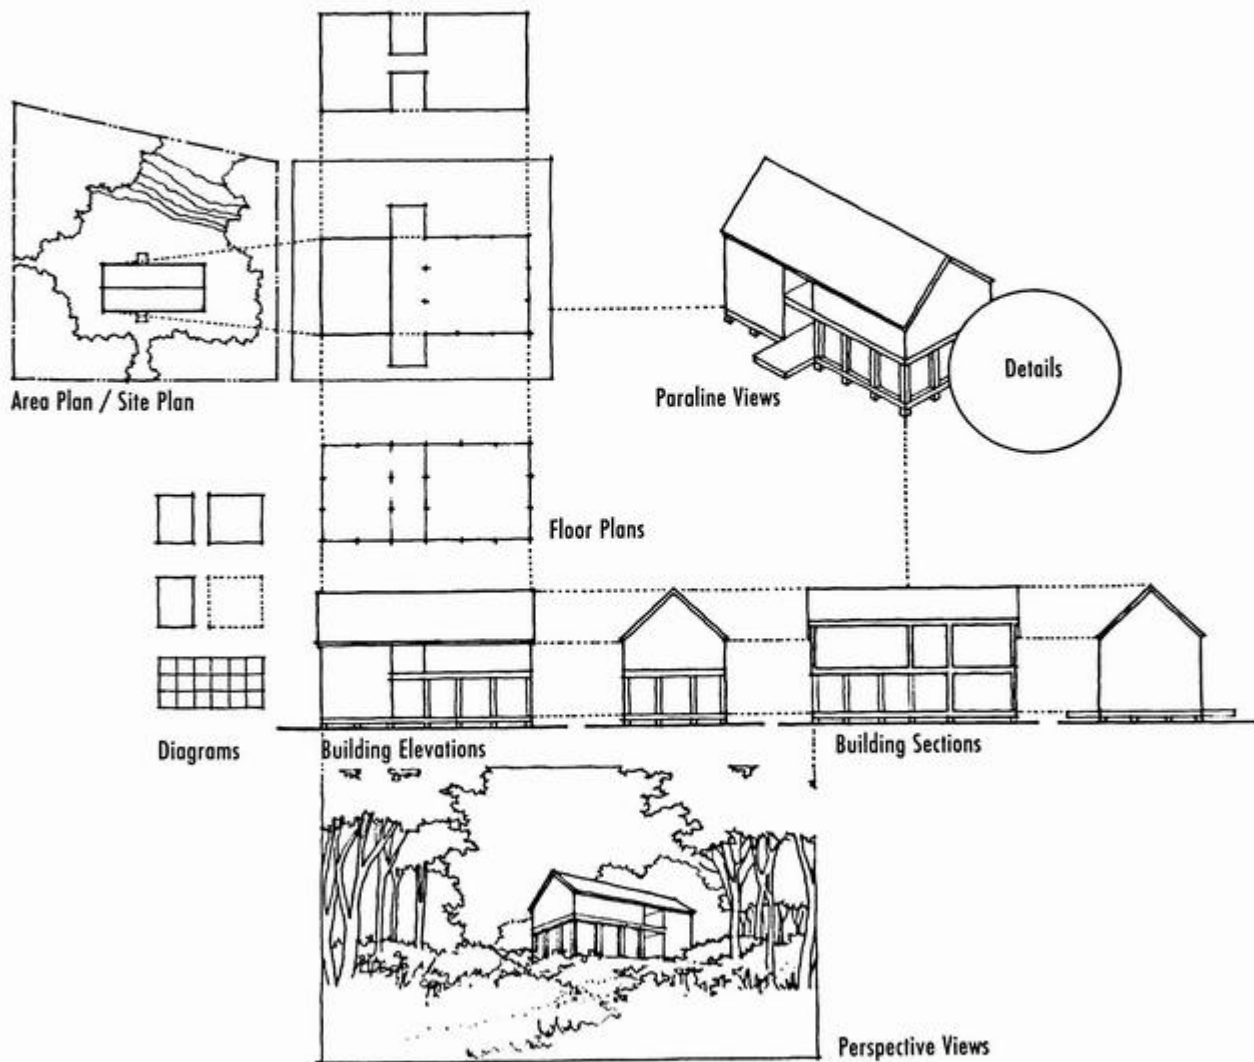 Area Plan / Site Plan
Paraline Views
Details
Floor Plans
Diagrams
Building Elevations
Building Sections
Perspective Views